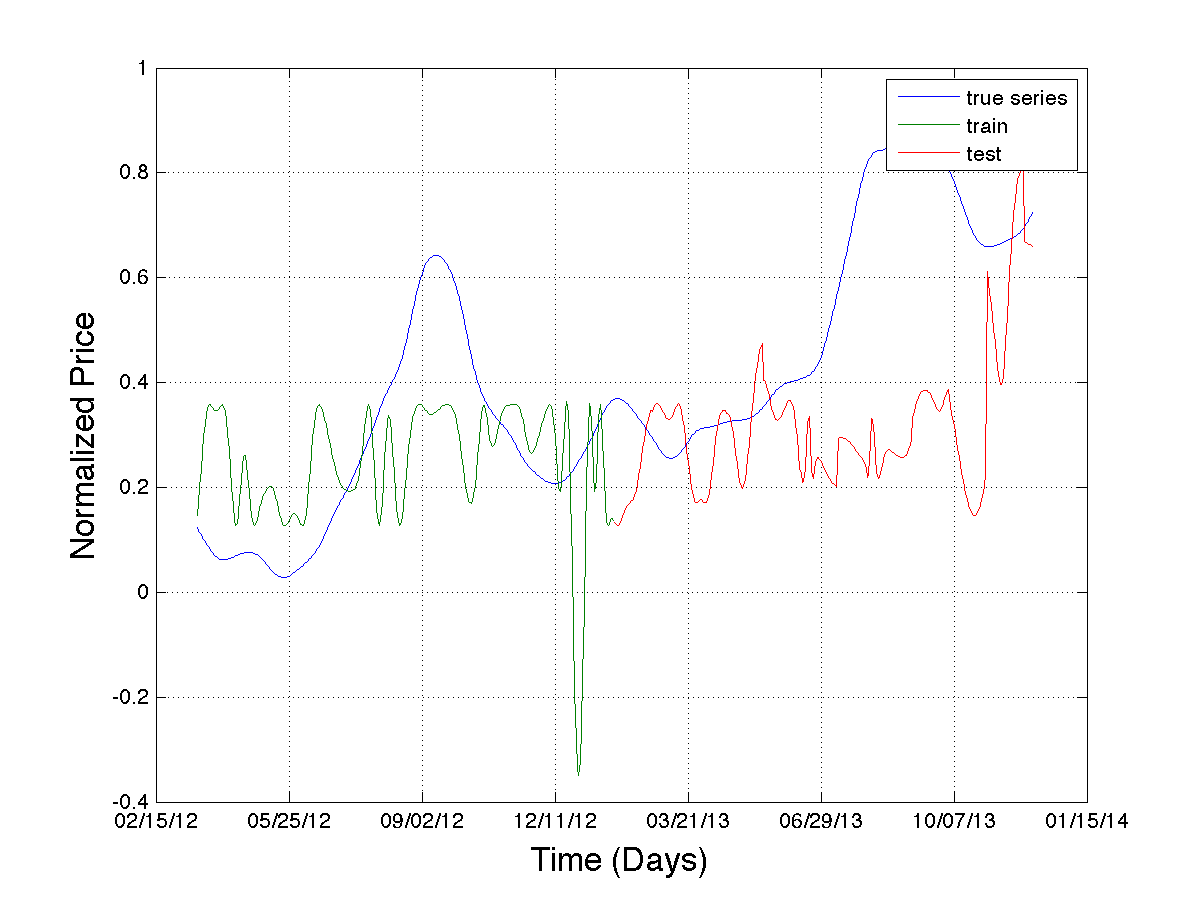 1
0.8
0.6
0.4
0.2
0
-0.2
-0.4
Normalized Price
true series
train
test
02/15/12 05/25/12 09/02/12 12/11/12 03/21/13 06/29/13 10/07/13 01/15/14
Time (Days)